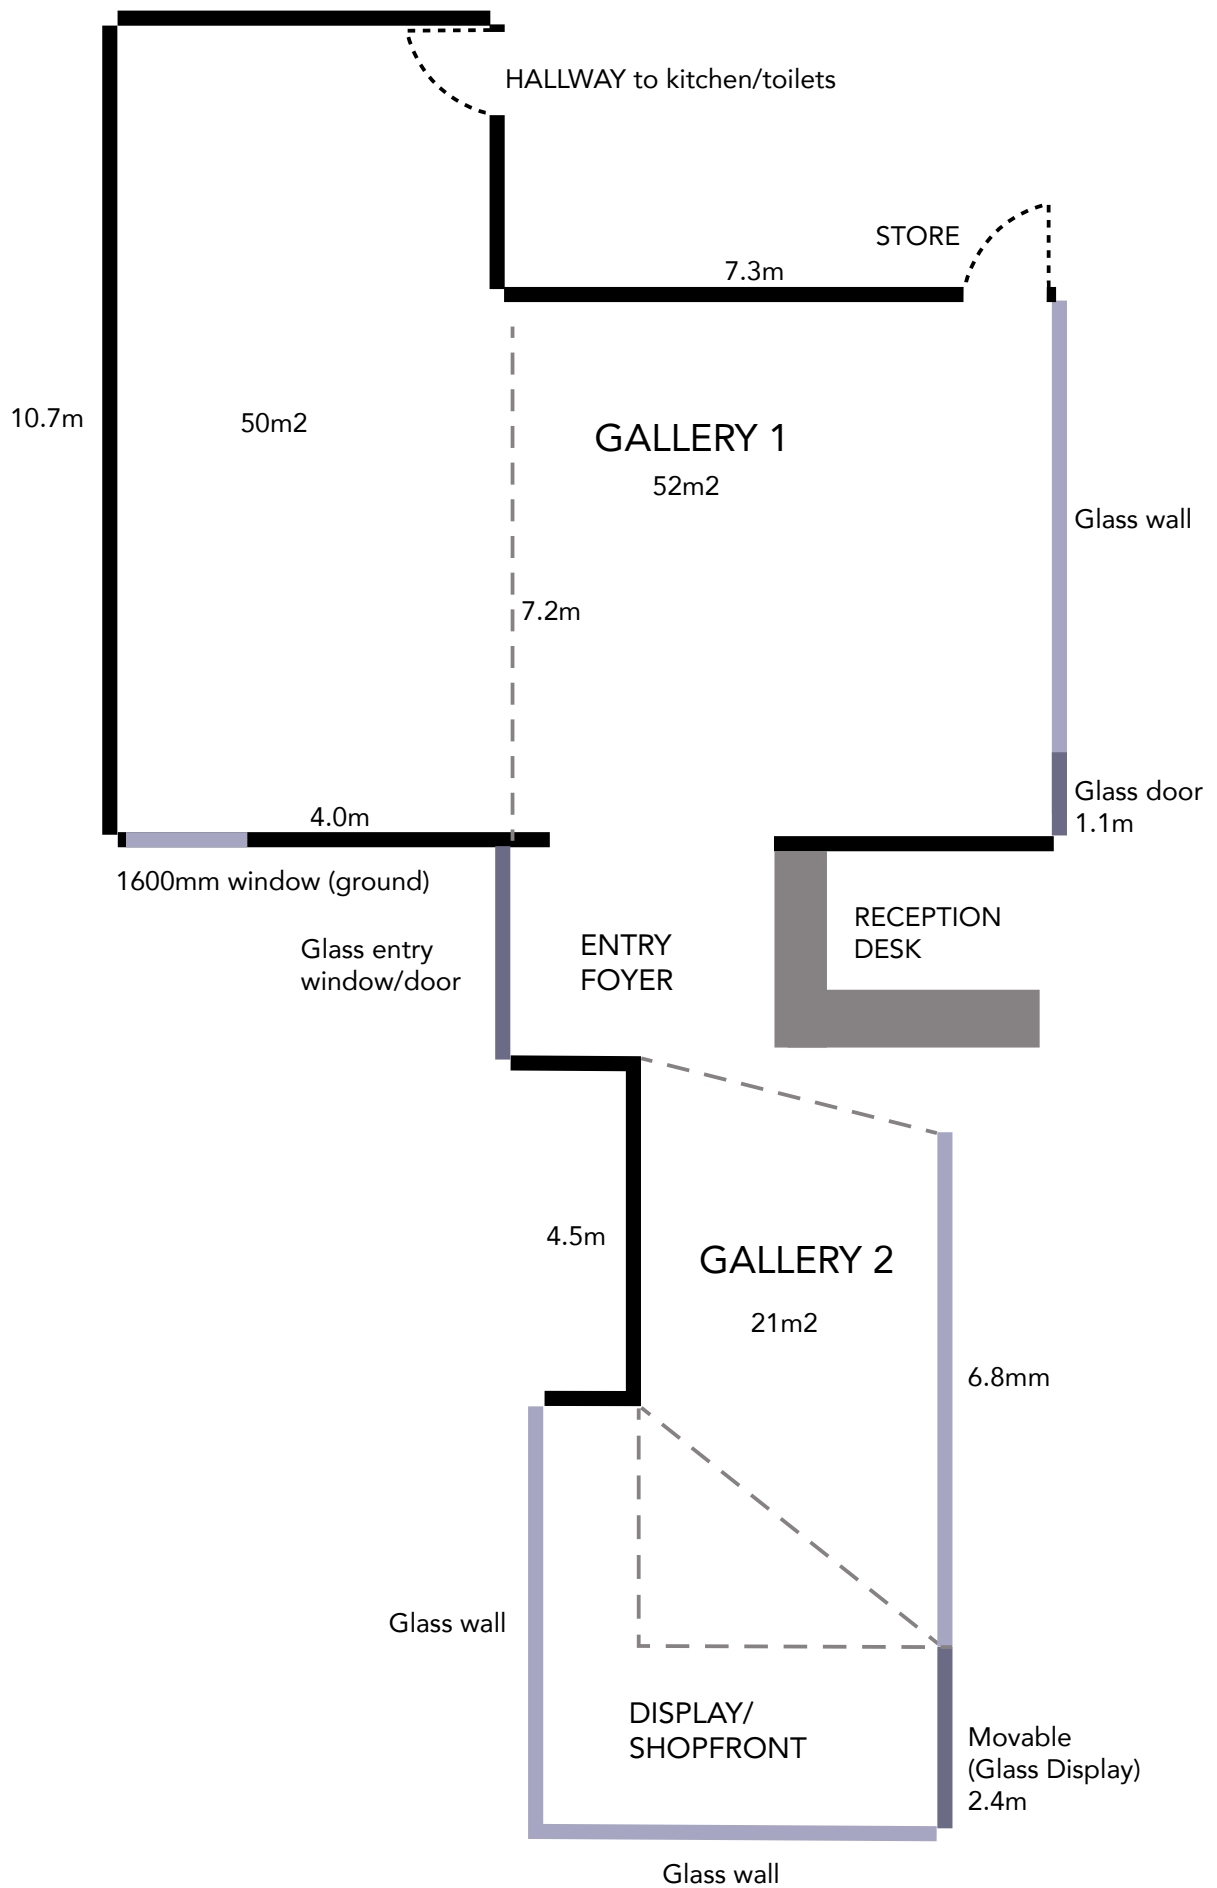 HALLWAY to kitchen/toilets
STORE
7.3m
10.7m
50m2
GALLERY 1
52m2
Glass wall
7.2m
Glass door
1.1m
4.0m
1600mm window (ground)
Glass entry
window/door
ENTRY
FOYER
RECEPTION
DESK
4.5m
GALLERY 2
21m2
6.8mm
Glass wall
DISPLAY/
SHOPFRONT
Movable
(Glass Display)
2.4m
Glass wall